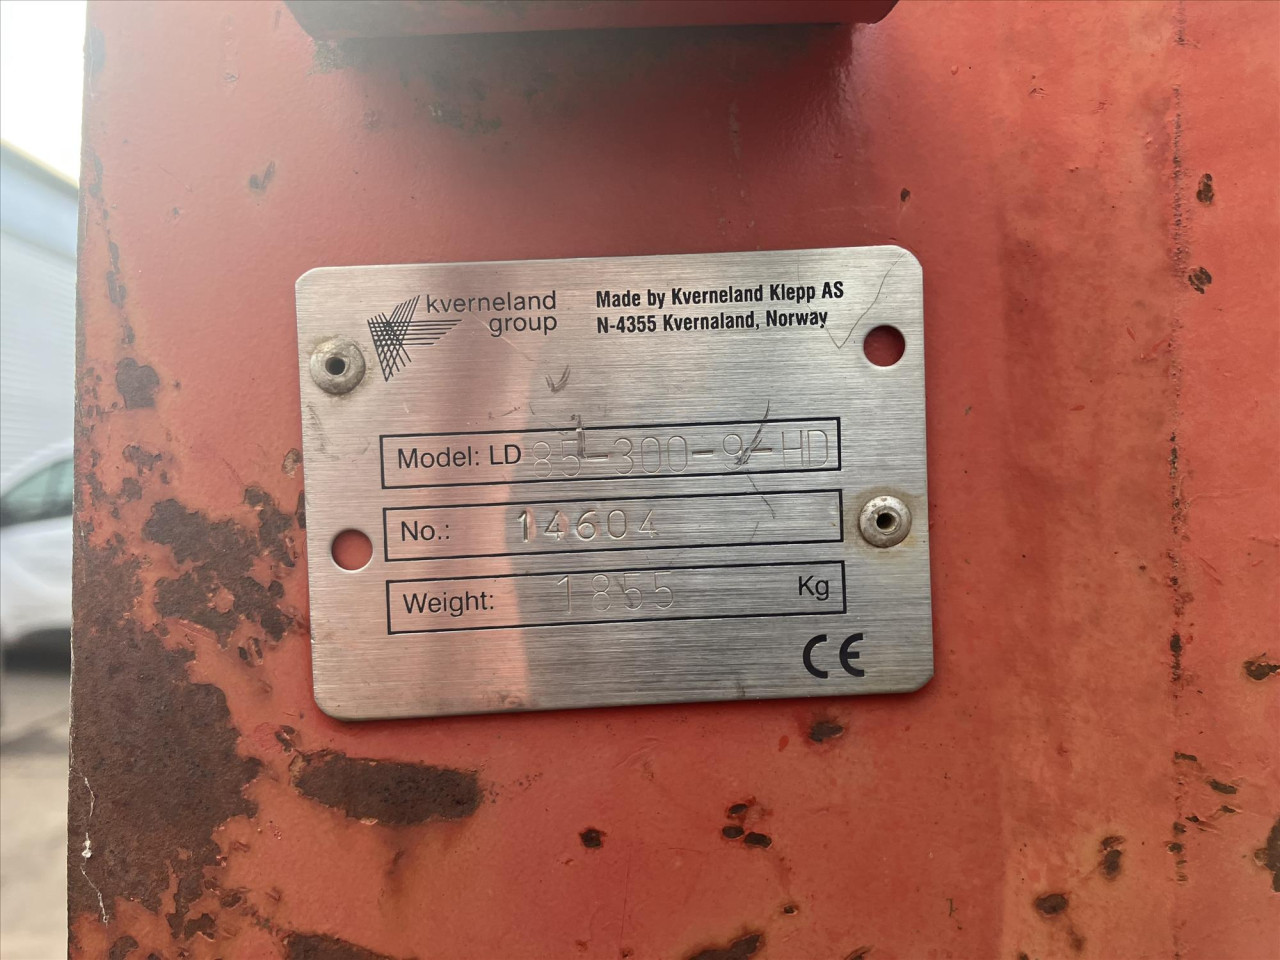 kverneland
group
Made by Kverneland Klepp AS
N-4355 Kvernaland, Norway
Model: LD 85-300-9-HD
No.: 14604
Weight: 1855 Kg
CE